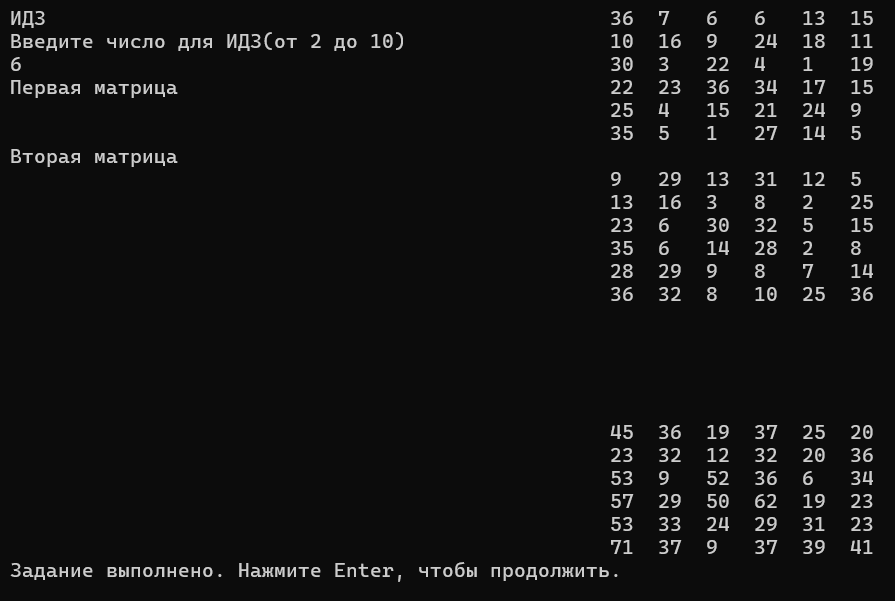 ИДЗ 36 7 6 6 13 15
Введите число для ИДЗ(от 2 до 10) 10 16 9 24 18 11
6 30 3 22 4 1 19
Первая матрица 22 23 36 34 17 15
25 4 15 21 24 9
35 5 1 27 14 5
Вторая матрица
9 29 13 31 12 5
13 16 3 8 2 25
23 6 30 32 5 15
35 6 14 28 2 8
28 29 9 8 7 14
36 32 8 10 25 36
45 36 19 37 25 20
23 32 12 32 20 36
53 9 52 36 6 34
57 29 50 62 19 23
53 33 24 29 31 23
71 37 9 37 39 41
Задание выполнено. Нажмите Enter, чтобы продолжить.